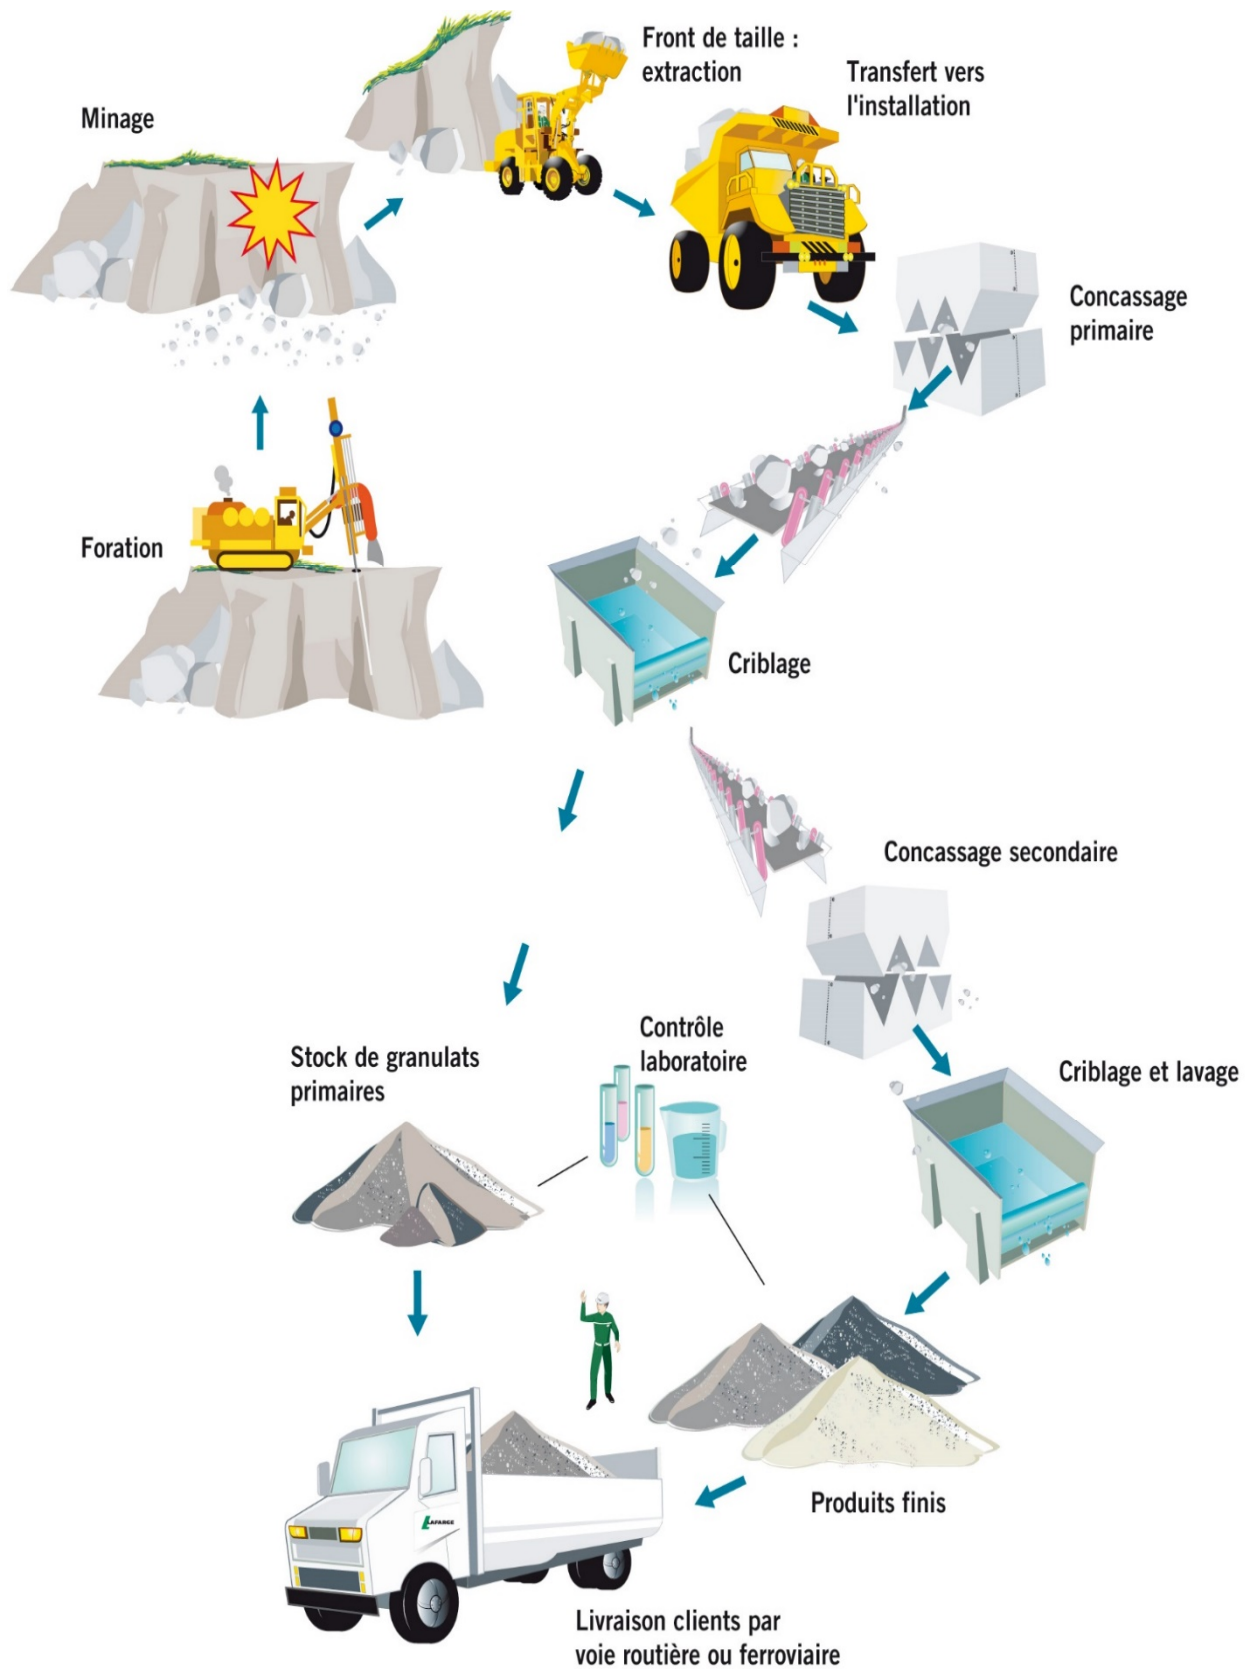 Front de taille :
extraction
Transfert vers
l'installation
Minage
Concassage
primaire
Foration
Criblage
Concassage secondaire
Stock de granulats
primaires
Contrôle
laboratoire
Criblage et lavage
Produits finis
LAFARGE
Livraison clients par
voie routière ou ferroviaire